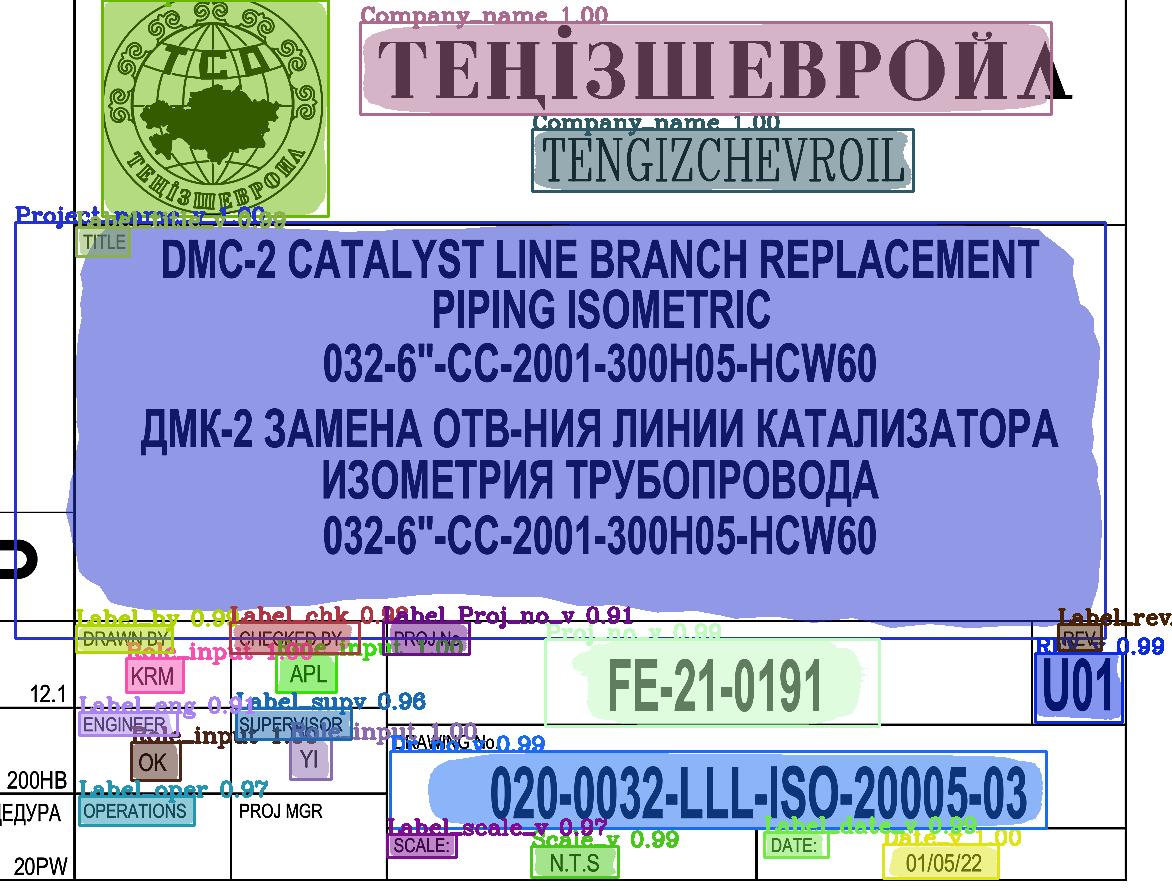 Company_name 1.00
ТСО
ТЕҢІЗШЕВРОЙЛ
ТЕҢІЗШЕВРОЙЛ
Company_name 1.00
TENGIZCHEVROIL
Project_name_v 1.00
TITLE
DMC-2 CATALYST LINE BRANCH REPLACEMENT
PIPING ISOMETRIC
032-6"-CC-2001-300H05-HCW60
ДМК-2 ЗАМЕНА ОТВ-НИЯ ЛИНИИ КАТАЛИЗАТОРА
ИЗОМЕТРИЯ ТРУБОПРОВОДА
032-6"-CC-2001-300H05-HCW60
Label_by 0.99 Label_chk 0.98 Label_Proj_no_v 0.91 Label_rev
DRAWN BY CHECKED BY PROJ No. REV.
Proj_no_v 0.99
Role_input 1.00 Role_input 1.00 REV_v 0.99
KRM APL FE-21-0191 U01
12.1
Label_eng 0.91 Label_supv 0.96
ENGINEER SUPERVISOR
Role_input 1.00 Role_input 1.00 DRAWING No.
0.99
OK YI
200HB
Label_oper 0.97 020-0032-LLL-ISO-20005-03
OPERATIONS PROJ MGR
ЕДУРА
Label_scale_v 0.97 Label_date_v 0.99
SCALE: Scale_v 0.99 DATE: Date_v 1.00
20PW N.T.S 01/05/22